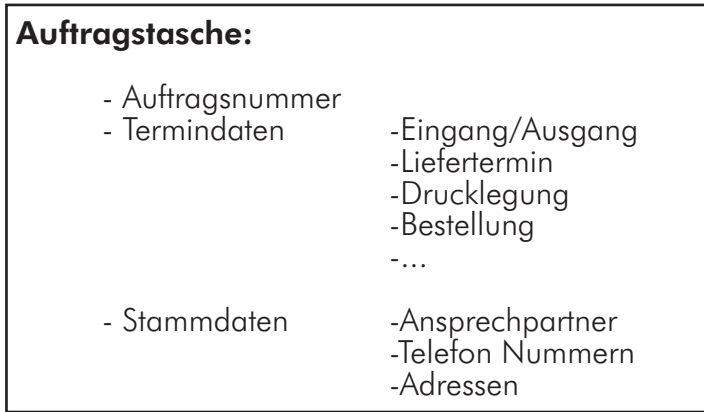 Auftragstasche:
- Auftragsnummer
- Termindaten -Eingang/Ausgang
-Liefertermin
-Drucklegung
-Bestellung
-...
- Stammdaten -Ansprechpartner
-Telefon Nummern
-Adressen